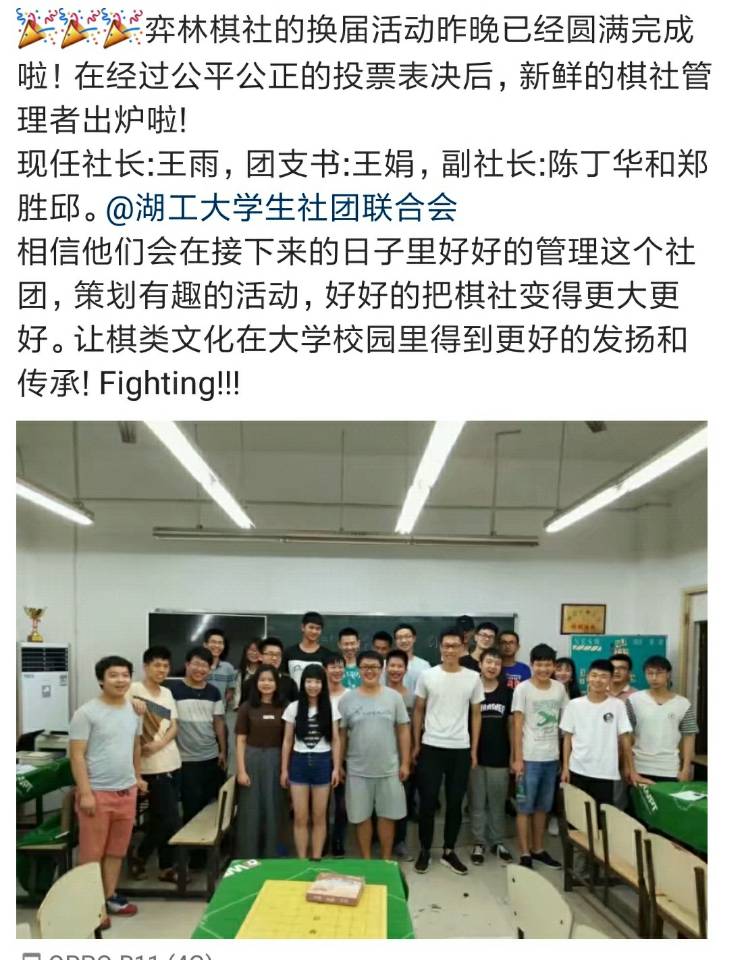 🎉🎉🎉弈林棋社的换届活动昨晚已经圆满完成
啦！在经过公平公正的投票表决后，新鲜的棋社管
理者出炉啦!
现任社长:王雨，团支书:王娟，副社长:陈丁华和郑
胜邱。@湖工大学生社团联合会
相信他们会在接下来的日子里好好的管理这个社
团，策划有趣的活动，好好的把棋社变得更大更
好。让棋类文化在大学校园里得到更好的发扬和
传承! Fighting!!!
OPPO R11 (4G)